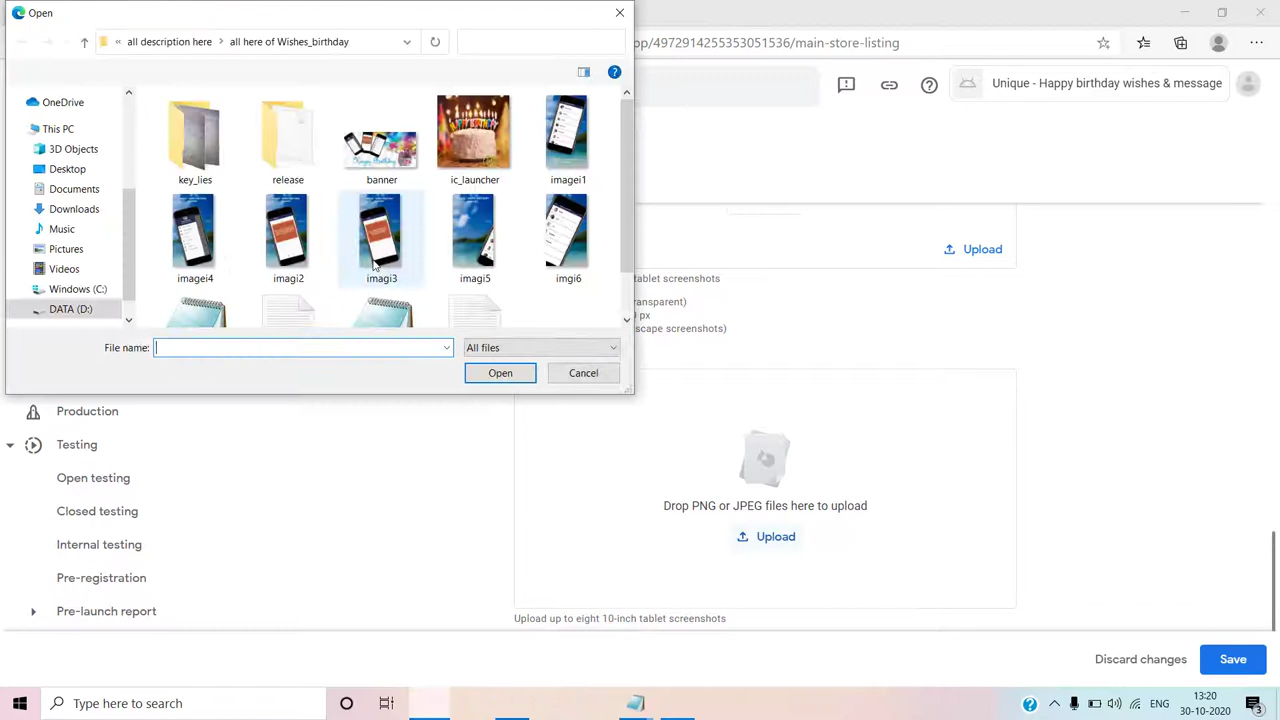 Open
«
all description here > all here of Wishes_birthday
pp/4972914255353051536/main-store-listing
Unique - Happy birthday wishes & message
OneDrive
This PC
3D Objects
Desktop
Documents
Downloads
Music
Pictures
Videos
Windows (C:)
DATA (D:)
key_lies
release
banner
ic_launcher
imagei1
imagei4
imagi2
imagi3
imagi5
imgi6
File name:
All files
Open
Cancel
Upload
tablet screenshots
transparent)
px
scape screenshots)
Production
Testing
Open testing
Closed testing
Internal testing
Pre-registration
Pre-launch report
Drop PNG or JPEG files here to upload
Upload
Upload up to eight 10-inch tablet screenshots
Discard changes
Save
Type here to search
ENG
13:20
30-10-2020
3